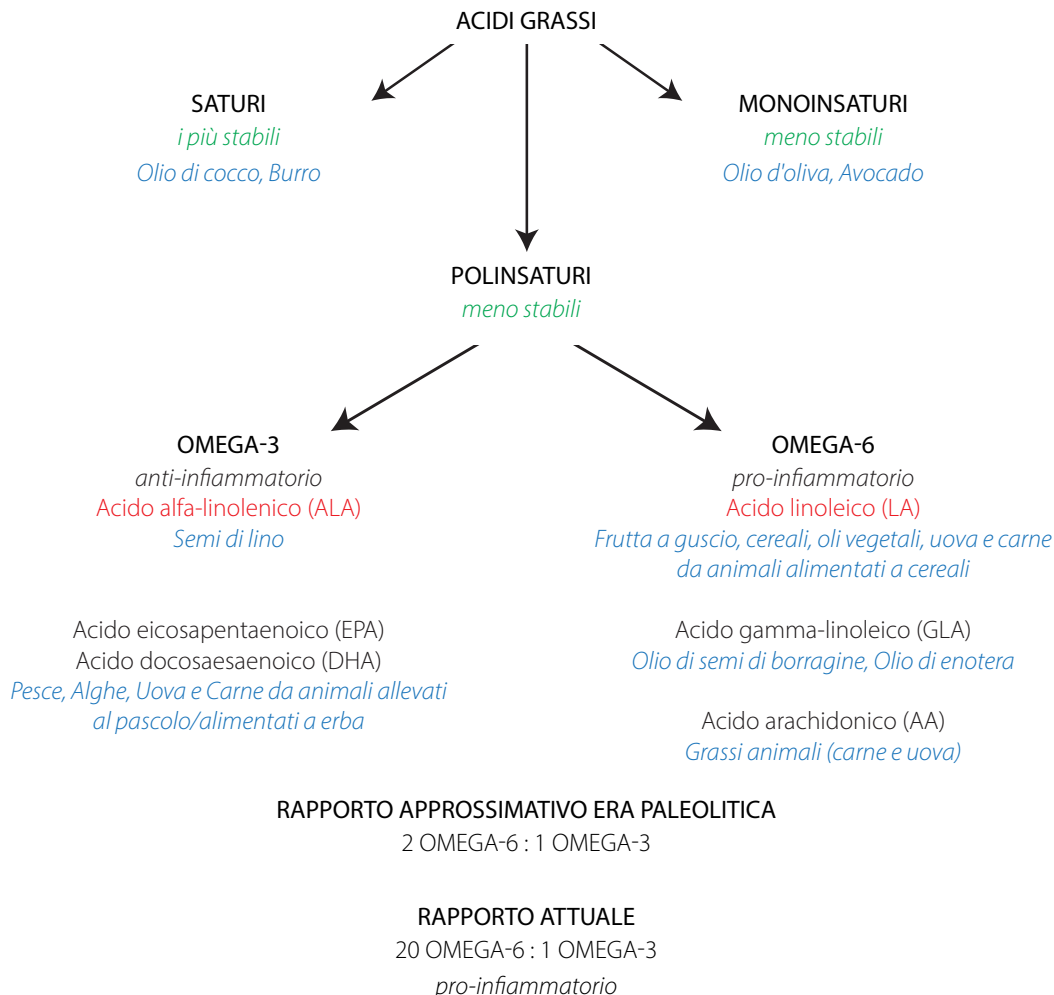 ACIDI GRASSI
SATURI
i più stabili
Olio di cocco, Burro
MONOINSATURI
meno stabili
Olio d'oliva, Avocado
POLINSATURI
meno stabili
OMEGA-3
anti-infiammatorio
Acido alfa-linolenico (ALA)
Semi di lino
Acido eicosapentaenoico (EPA)
Acido docosaesaenoico (DHA)
Pesce, Alghe, Uova e Carne da animali allevati
al pascolo/alimentati a erba
OMEGA-6
pro-infiammatorio
Acido linoleico (LA)
Frutta a guscio, cereali, oli vegetali, uova e carne
da animali alimentati a cereali
Acido gamma-linoleico (GLA)
Olio di semi di borragine, Olio di enotera
Acido arachidonico (AA)
Grassi animali (carne e uova)
RAPPORTO APPROSSIMATIVO ERA PALEOLITICA
2 OMEGA-6 : 1 OMEGA-3
RAPPORTO ATTUALE
20 OMEGA-6 : 1 OMEGA-3
pro-infiammatorio